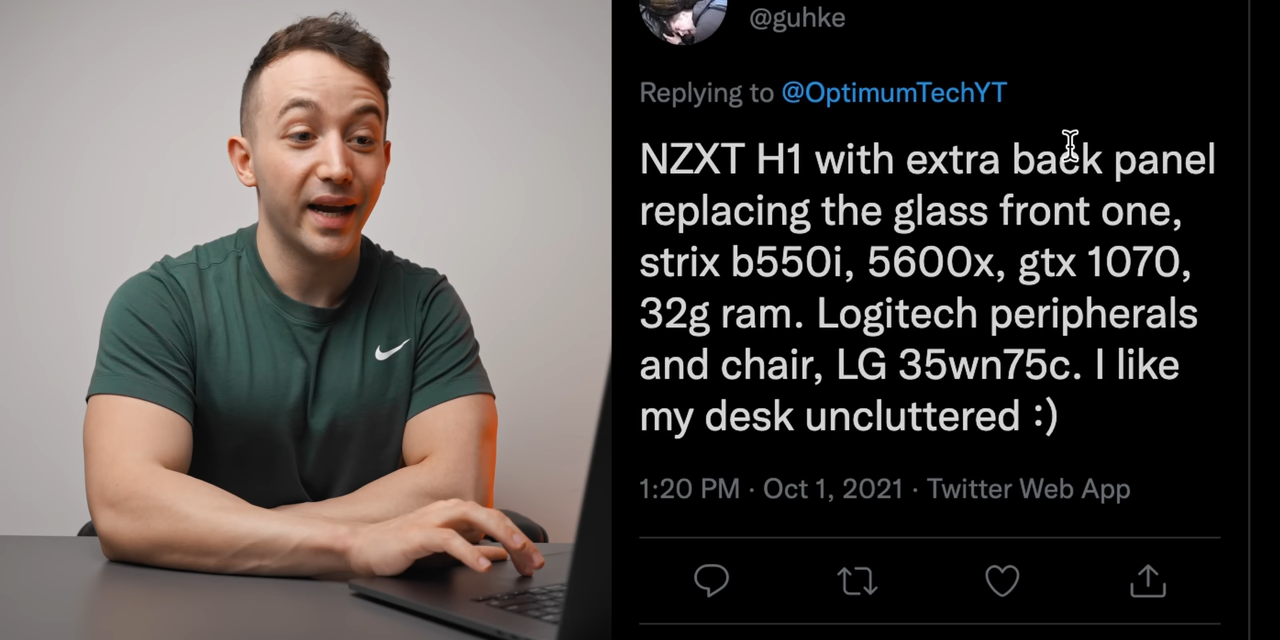 @guhke
Replying to @OptimumTechYT
NZXT H1 with extra back panel
replacing the glass front one,
strix b550i, 5600x, gtx 1070,
32g ram. Logitech peripherals
and chair, LG 35wn75c. I like
my desk uncluttered :)
1:20 PM · Oct 1, 2021 · Twitter Web App